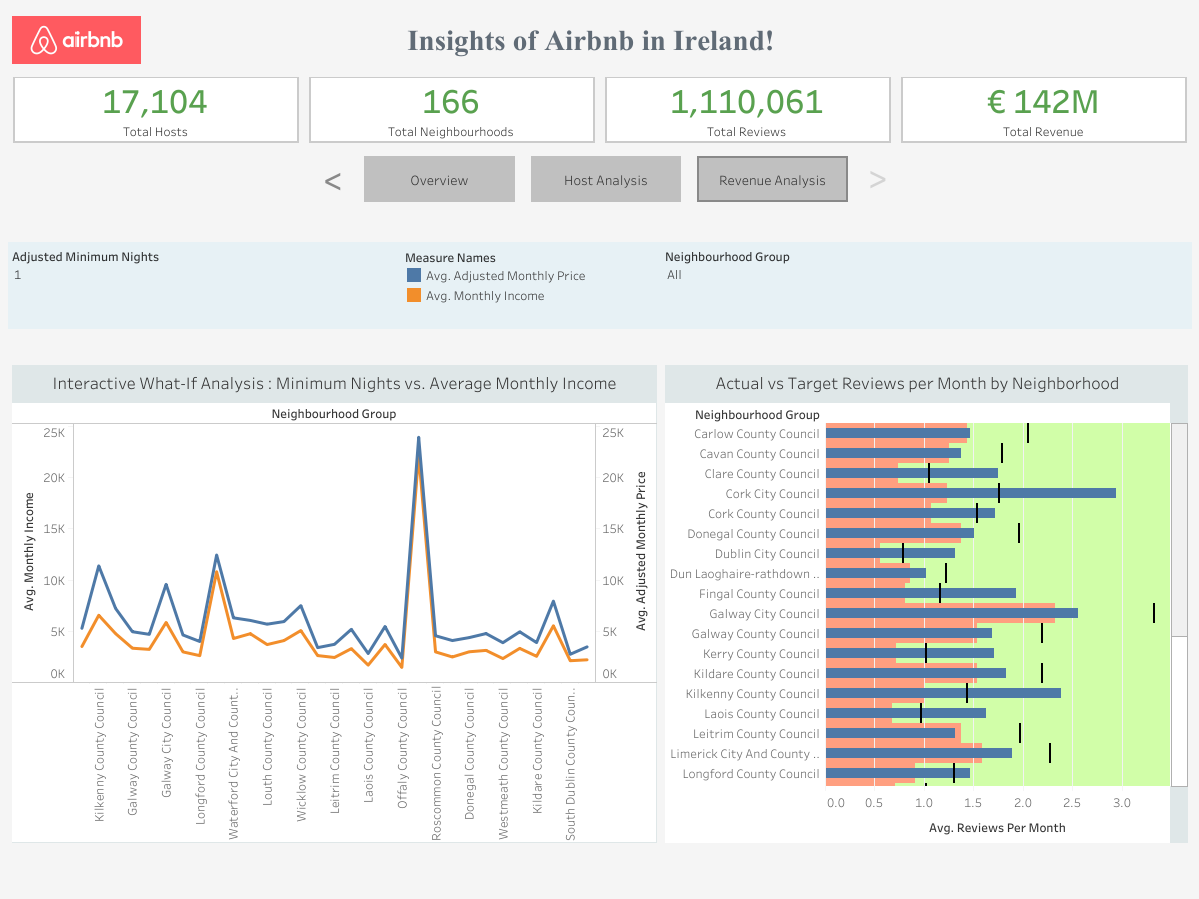 airbnb
Insights of Airbnb in Ireland!
17,104
Total Hosts
166
Total Neighbourhoods
1,110,061
Total Reviews
€ 142M
Total Revenue
<
Overview
Host Analysis
Revenue Analysis
>
Adjusted Minimum Nights
1
Measure Names
Avg. Adjusted Monthly Price
Avg. Monthly Income
Neighbourhood Group
All
Interactive What-If Analysis : Minimum Nights vs. Average Monthly Income
Neighbourhood Group
Avg. Monthly Income
25K
20K
15K
10K
5K
0K
25K
20K
15K
10K
5K
0K
Avg. Adjusted Monthly Price
Kilkenny County Council
Galway County Council
Galway City Council
Longford County Council
Waterford City And Count..
Louth County Council
Wicklow County Council
Leitrim County Council
Laois County Council
Offaly County Council
Roscommon County Council
Donegal County Council
Westmeath County Council
Kildare County Council
South Dublin County Coun..
Actual vs Target Reviews per Month by Neighborhood
Neighbourhood Group
Carlow County Council
Cavan County Council
Clare County Council
Cork City Council
Cork County Council
Donegal County Council
Dublin City Council
Dun Laoghaire-rathdown ..
Fingal County Council
Galway City Council
Galway County Council
Kerry County Council
Kildare County Council
Kilkenny County Council
Laois County Council
Leitrim County Council
Limerick City And County ..
Longford County Council
0.0 0.5 1.0 1.5 2.0 2.5 3.0
Avg. Reviews Per Month